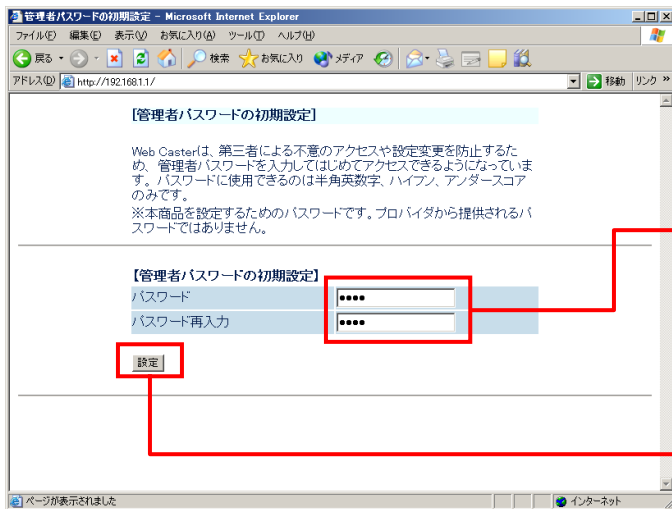 管理者パスワードの初期設定 - Microsoft Internet Explorer
ファイル(F) 編集(E) 表示(V) お気に入り(A) ツール(T) ヘルプ(H)
戻る 検索 お気に入り メディア
アドレス(D) http://192.168.1.1/ 移動 リンク »
[管理者パスワードの初期設定]
Web Casterは、第三者による不意のアクセスや設定変更を防止するた
め、管理者パスワードを入力してはじめてアクセスできるようになっていま
す。パスワードに使用できるのは半角英数字、ハイフン、アンダースコア
のみです。
※本商品を設定するためのパスワードです。プロバイダから提供されるパ
スワードではありません。
【管理者パスワードの初期設定】
パスワード ●●●●
パスワード再入力 ●●●●
設定
ページが表示されました インターネット